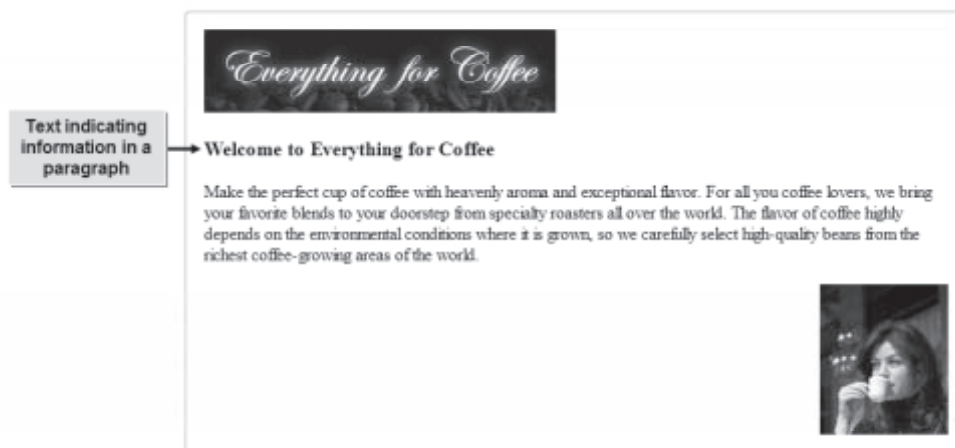 Everything for Coffee
Text indicating
information in a
paragraph
Welcome to Everything for Coffee
Make the perfect cup of coffee with heavenly aroma and exceptional flavor. For all you coffee lovers, we bring
your favorite blends to your doorstep from specialty roasters all over the world. The flavor of coffee highly
depends on the environmental conditions where it is grown, so we carefully select high-quality beans from the
richest coffee-growing areas of the world.